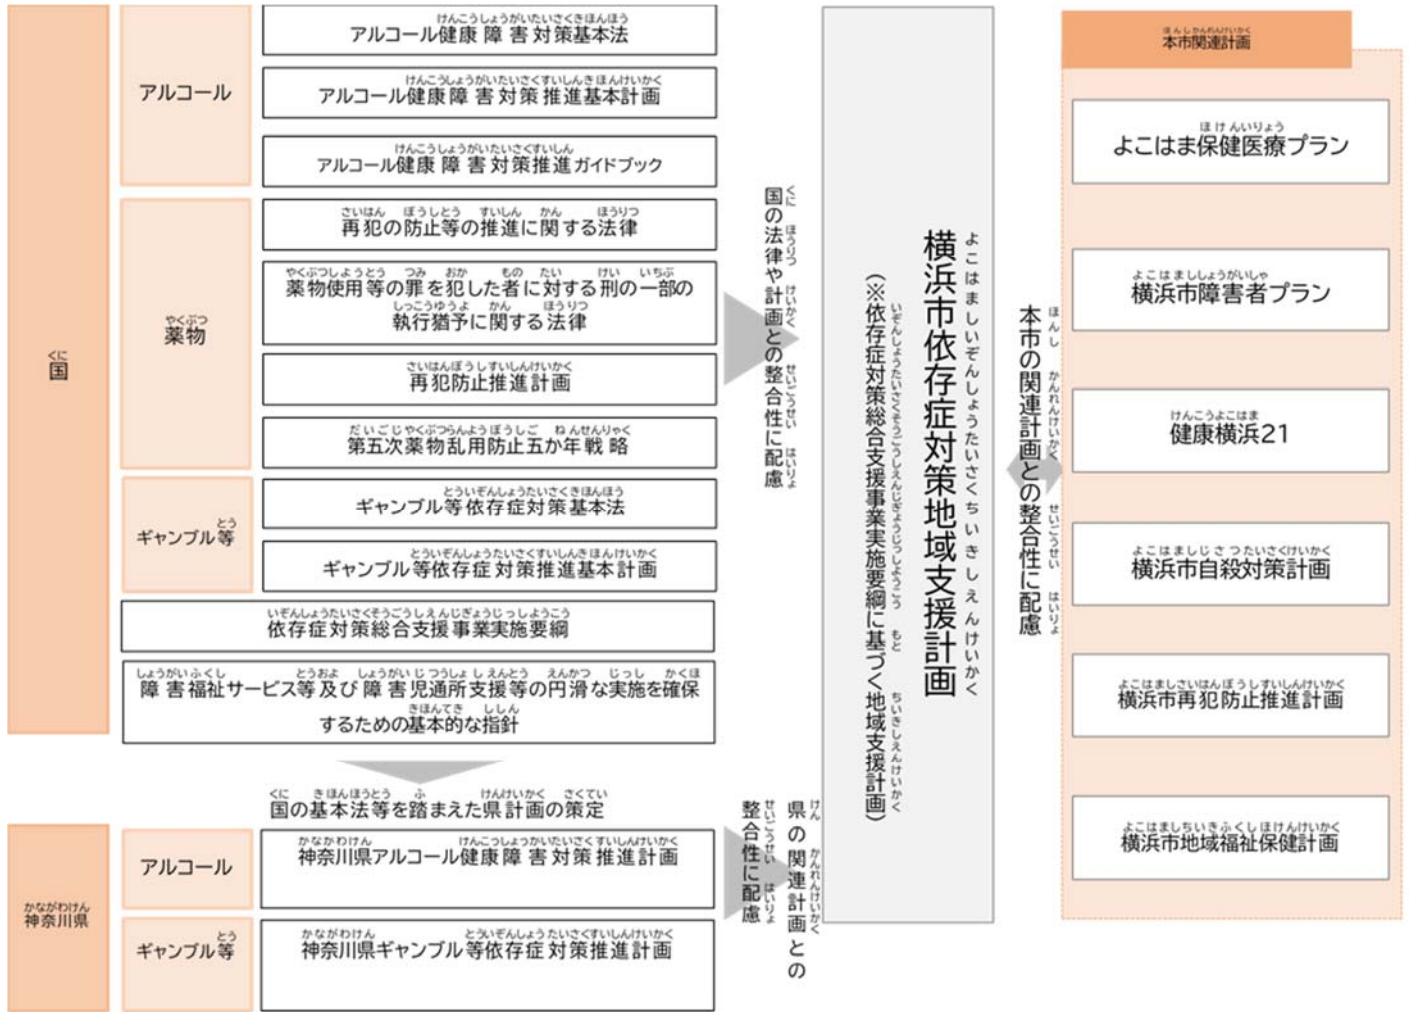 国
アルコール
アルコール健康障害対策基本法
アルコール健康障害対策推進基本計画
アルコール健康障害対策推進ガイドブック
薬物
再犯の防止等の推進に関する法律
薬物使用等の罪を犯した者に対する刑の一部の
執行猶予に関する法律
再犯防止推進計画
第五次薬物乱用防止五か年戦略
ギャンブル等
ギャンブル等依存症対策基本法
ギャンブル等依存症対策推進基本計画
依存症対策総合支援事業実施要綱
障害福祉サービス等及び障害児通所支援等の円滑な実施を確保
するための基本的な指針
国の基本法等を踏まえた県計画の策定
神奈川県
アルコール
神奈川県アルコール健康障害対策推進計画
ギャンブル等
神奈川県ギャンブル等依存症対策推進計画
国の法律や計画との整合性に配慮
県の関連計画との
整合性に配慮
横浜市依存症対策地域支援計画
(※依存症対策総合支援事業実施要綱に基づく地域支援計画)
本市の関連計画との整合性に配慮
本市関連計画
よこはま保健医療プラン
横浜市障害者プラン
健康横浜21
横浜市自殺対策計画
横浜市再犯防止推進計画
横浜市地域福祉保健計画